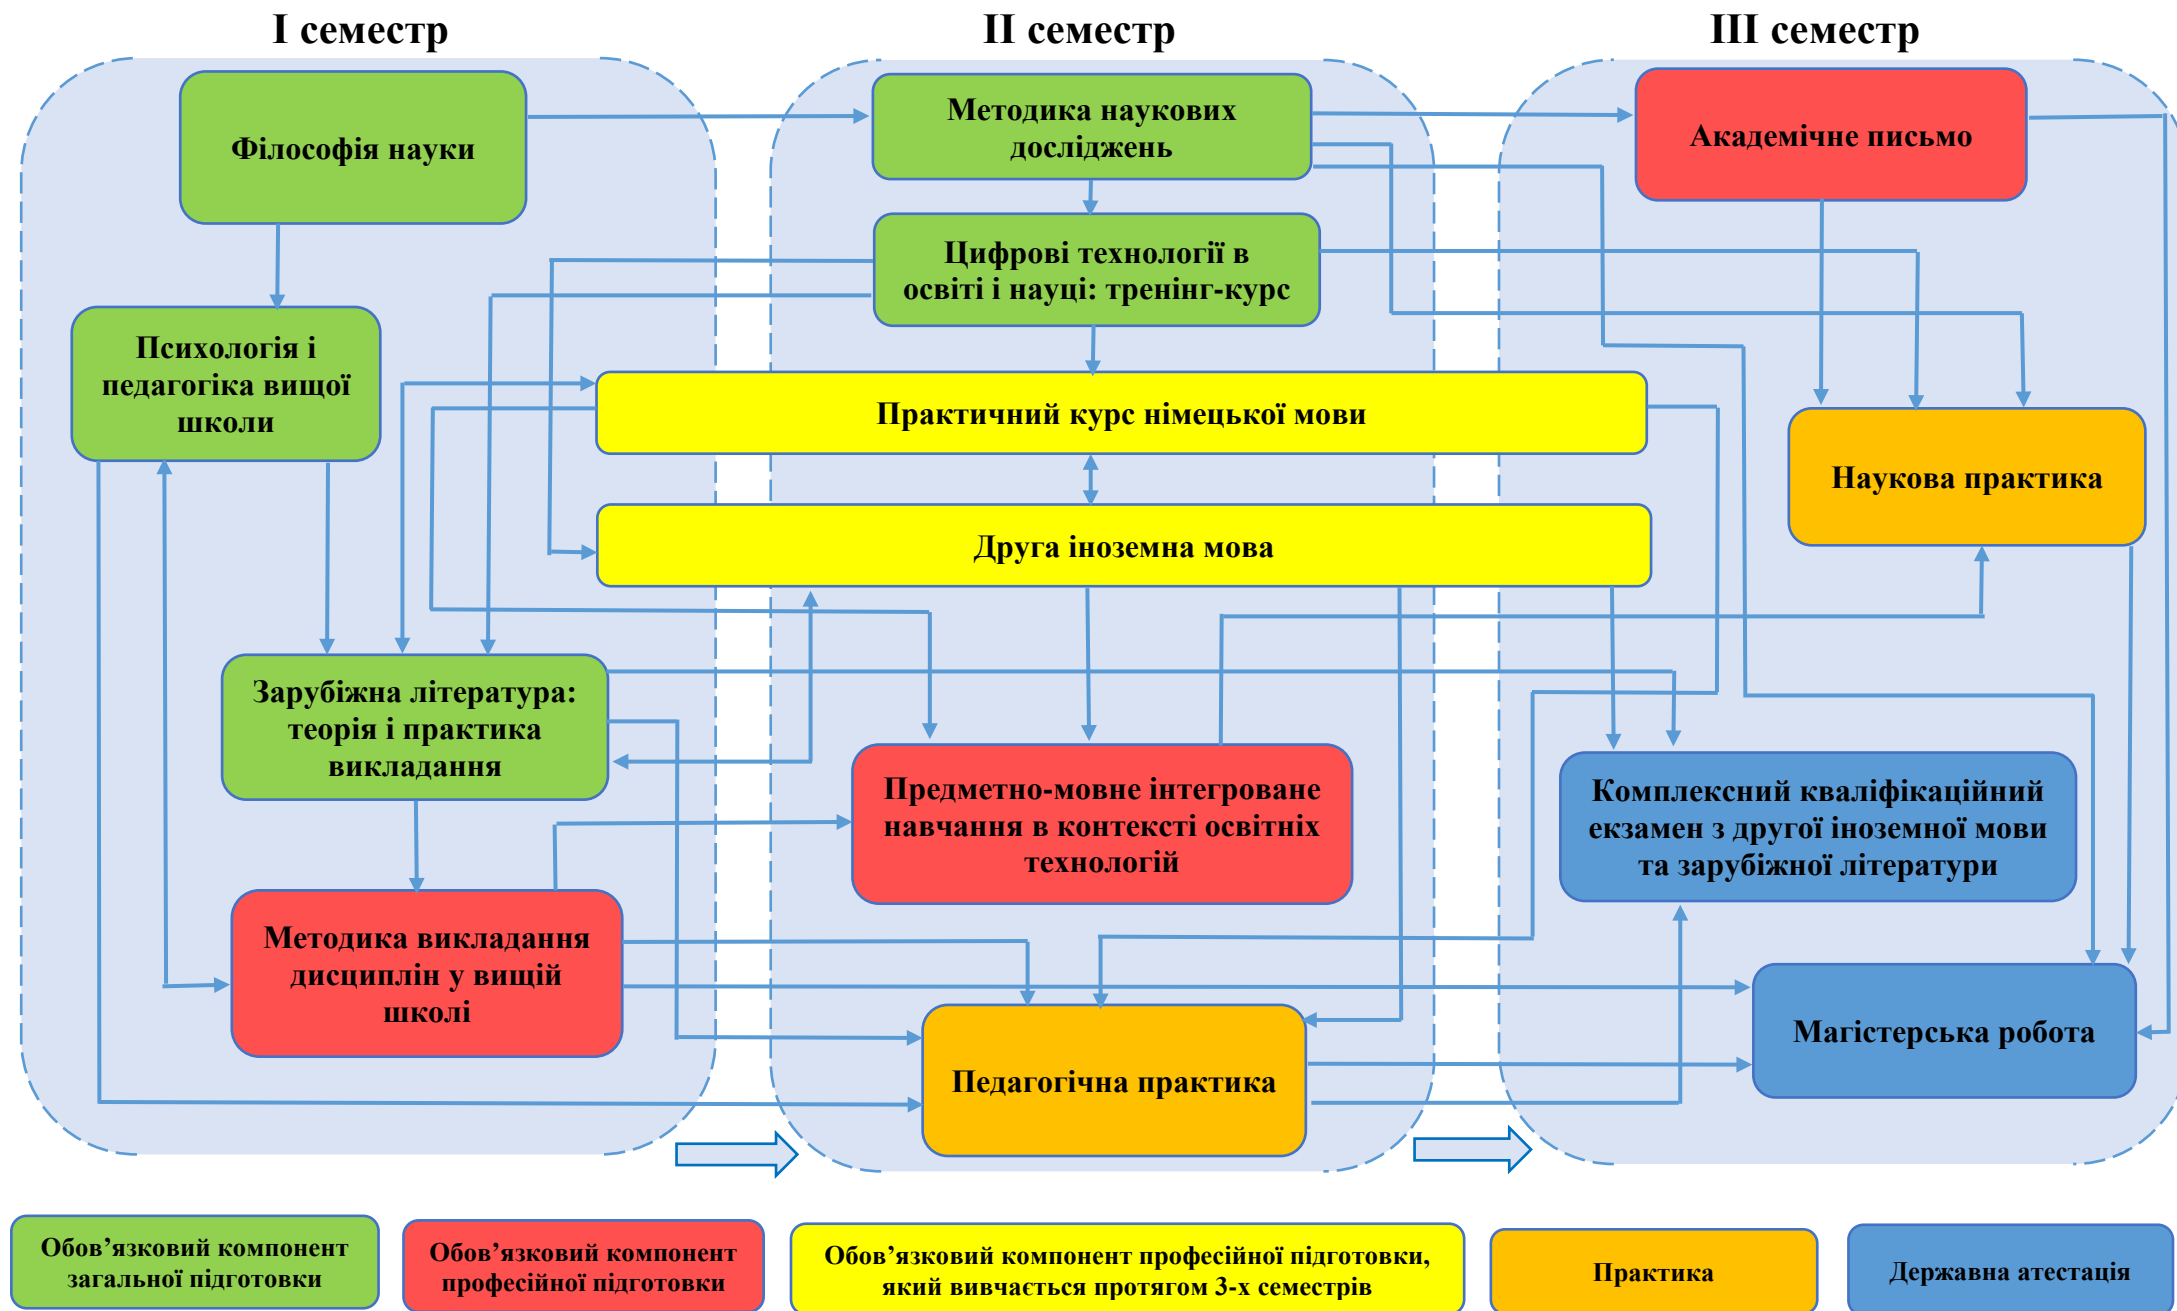 I семестр
II семестр
III семестр
Філософія науки
Методика наукових
досліджень
Академічне письмо
Цифрові технології в
освіті і науці: тренінг-курс
Психологія і
педагогіка вищої
школи
Практичний курс німецької мови
Наукова практика
Друга іноземна мова
Зарубіжна література:
теорія і практика
викладання
Предметно-мовне інтегроване
навчання в контексті освітніх
технологій
Комплексний кваліфікаційний
екзамен з другої іноземної мови
та зарубіжної літератури
Методика викладання
дисциплін у вищій
школі
Педагогічна практика
Магістерська робота
Обов’язковий компонент
загальної підготовки
Обов’язковий компонент
професійної підготовки
Обов’язковий компонент професійної підготовки,
який вивчається протягом 3-х семестрів
Практика
Державна атестація